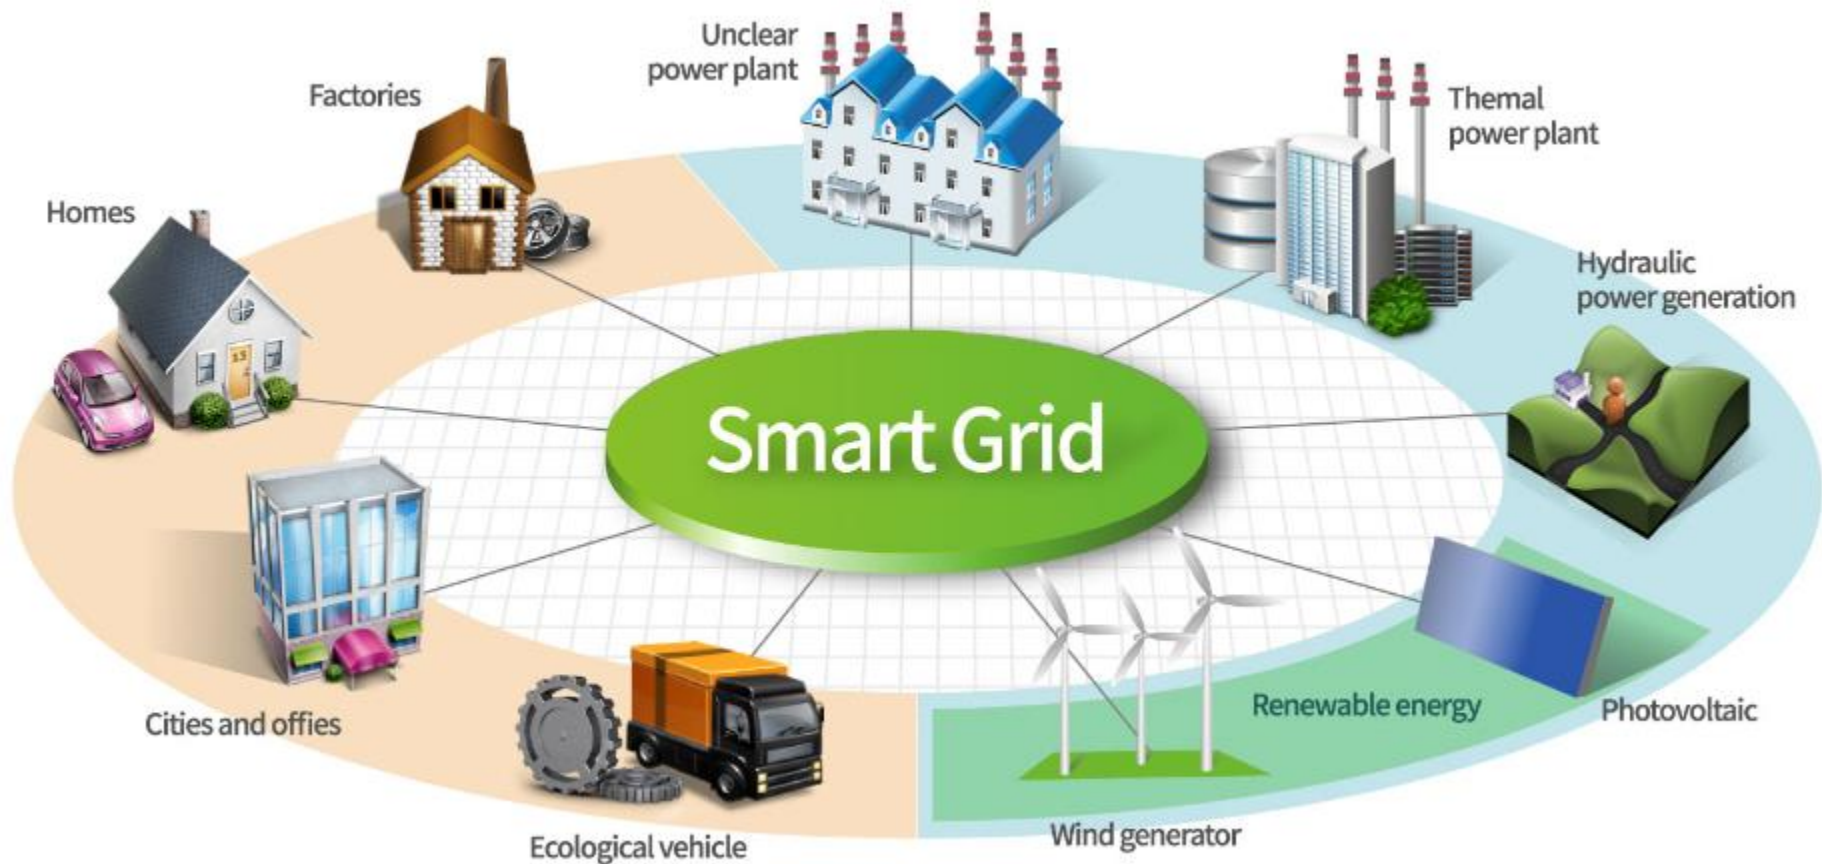 Unclear
power plant
Factories
Themal
power plant
Homes
Hydraulic
power generation
Smart Grid
Renewable energy
Photovoltaic
Cities and offies
Wind generator
Ecological vehicle